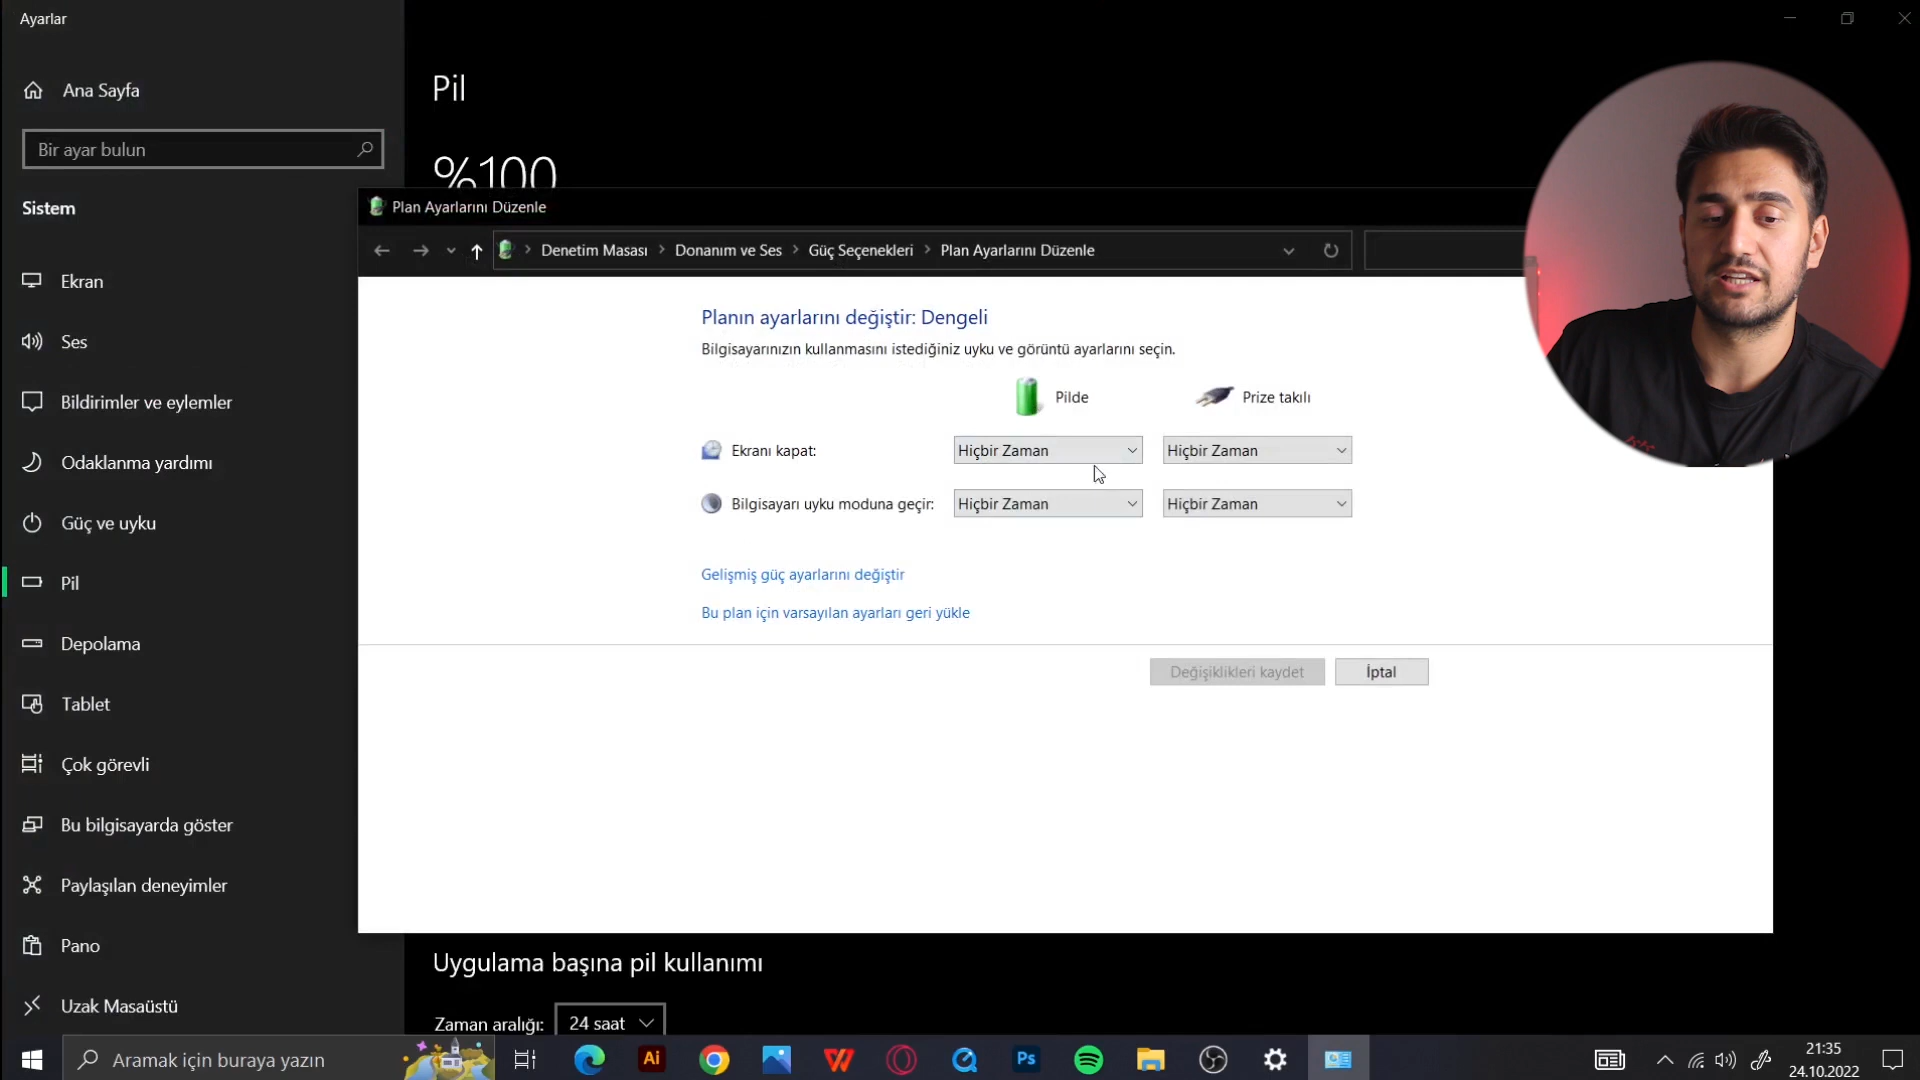 Ayarlar
Ana Sayfa
Bir ayar bulun
Sistem
Ekran
Ses
Bildirimler ve eylemler
Odaklanma yardımı
Güç ve uyku
Pil
Depolama
Tablet
Çok görevli
Bu bilgisayarda göster
Paylaşılan deneyimler
Pano
Uzak Masaüstü
Pil
%100
Plan Ayarlarını Düzenle
Denetim Masası > Donanım ve Ses > Güç Seçenekleri > Plan Ayarlarını Düzenle
Planın ayarlarını değiştir: Dengeli
Bilgisayarınızın kullanmasını istediğiniz uyku ve görüntü ayarlarını seçin.
Pilde Prize takılı
Ekranı kapat: Hiçbir Zaman Hiçbir Zaman
Bilgisayarı uyku moduna geçir: Hiçbir Zaman Hiçbir Zaman
Gelişmiş güç ayarlarını değiştir
Bu plan için varsayılan ayarları geri yükle
Değişiklikleri kaydet İptal
Uygulama başına pil kullanımı
Zaman aralığı: 24 saat
Aramak için buraya yazın
Ai
Ps
21:35
24.10.2022